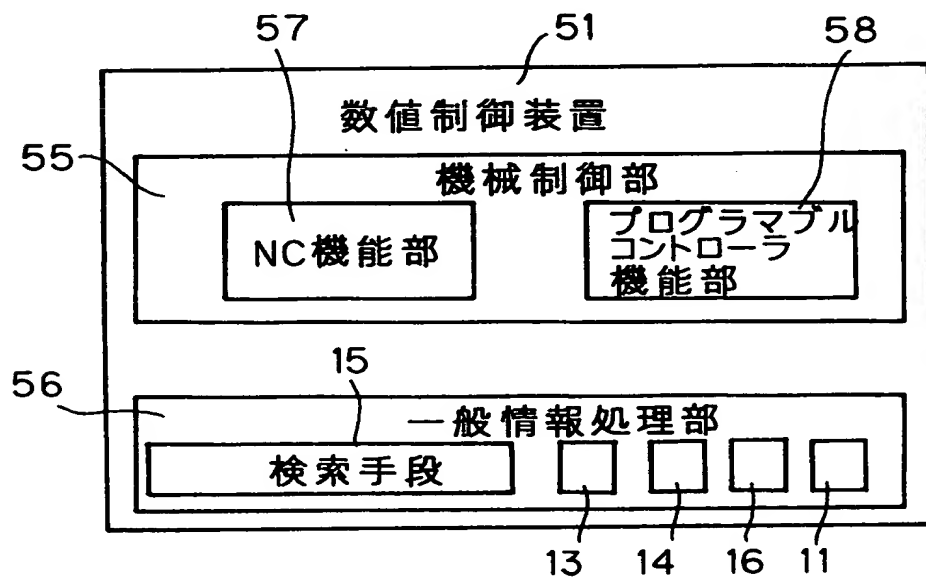 57
51
58
数値制御装置
55
機械制御部
NC機能部
プログラマブル
コントローラ
機能部
56
15
一般情報処理部
検索手段
13
14
16
11